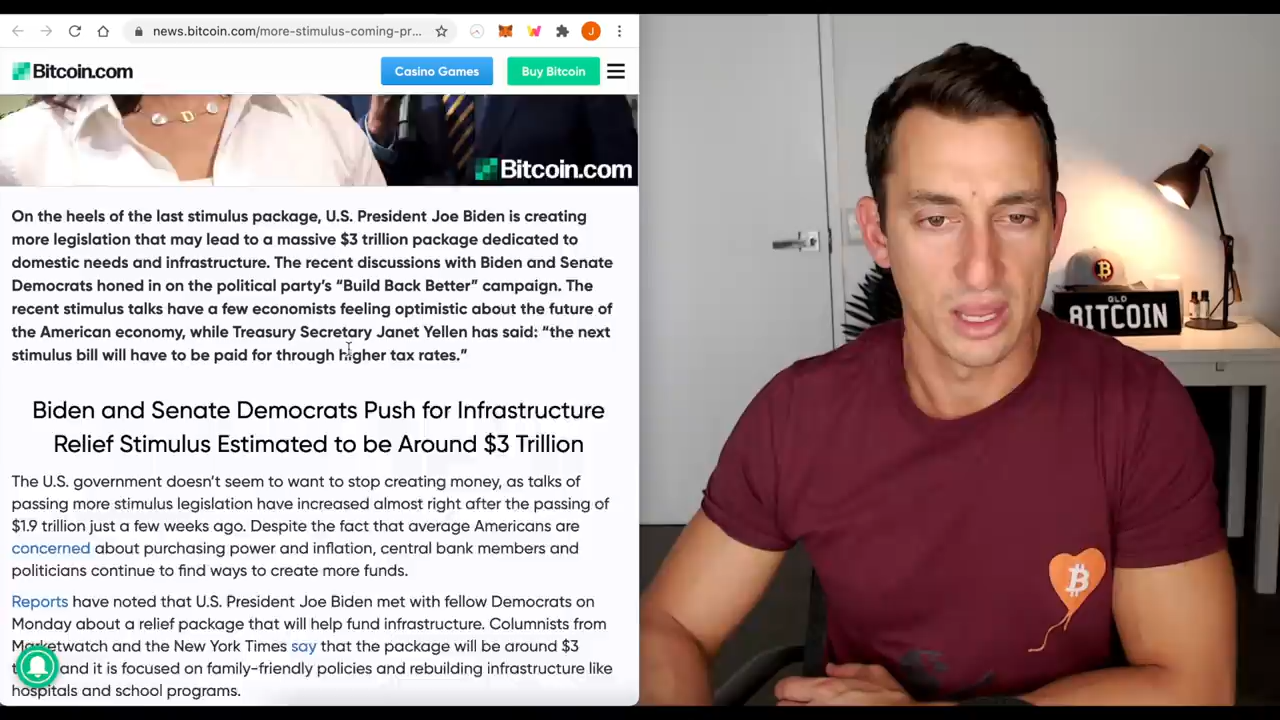 news.bitcoin.com/more-stimulus-coming-pr...
J
Bitcoin.com
Casino Games
Buy Bitcoin
Bitcoin.com
On the heels of the last stimulus package, U.S. President Joe Biden is creating
more legislation that may lead to a massive $3 trillion package dedicated to
domestic needs and infrastructure. The recent discussions with Biden and Senate
Democrats honed in on the political party's “Build Back Better” campaign. The
recent stimulus talks have a few economists feeling optimistic about the future of
the American economy, while Treasury Secretary Janet Yellen has said: “the next
stimulus bill will have to be paid for through higher tax rates.”
Biden and Senate Democrats Push for Infrastructure
Relief Stimulus Estimated to be Around $3 Trillion
The U.S. government doesn't seem to want to stop creating money, as talks of
passing more stimulus legislation have increased almost right after the passing of
$1.9 trillion just a few weeks ago. Despite the fact that average Americans are
concerned about purchasing power and inflation, central bank members and
politicians continue to find ways to create more funds.
Reports have noted that U.S. President Joe Biden met with fellow Democrats on
Monday about a relief package that will help fund infrastructure. Columnists from
Marketwatch and the New York Times say that the package will be around $3
and it is focused on family-friendly policies and rebuilding infrastructure like
hospitals and school programs.
QLD
BITCOIN